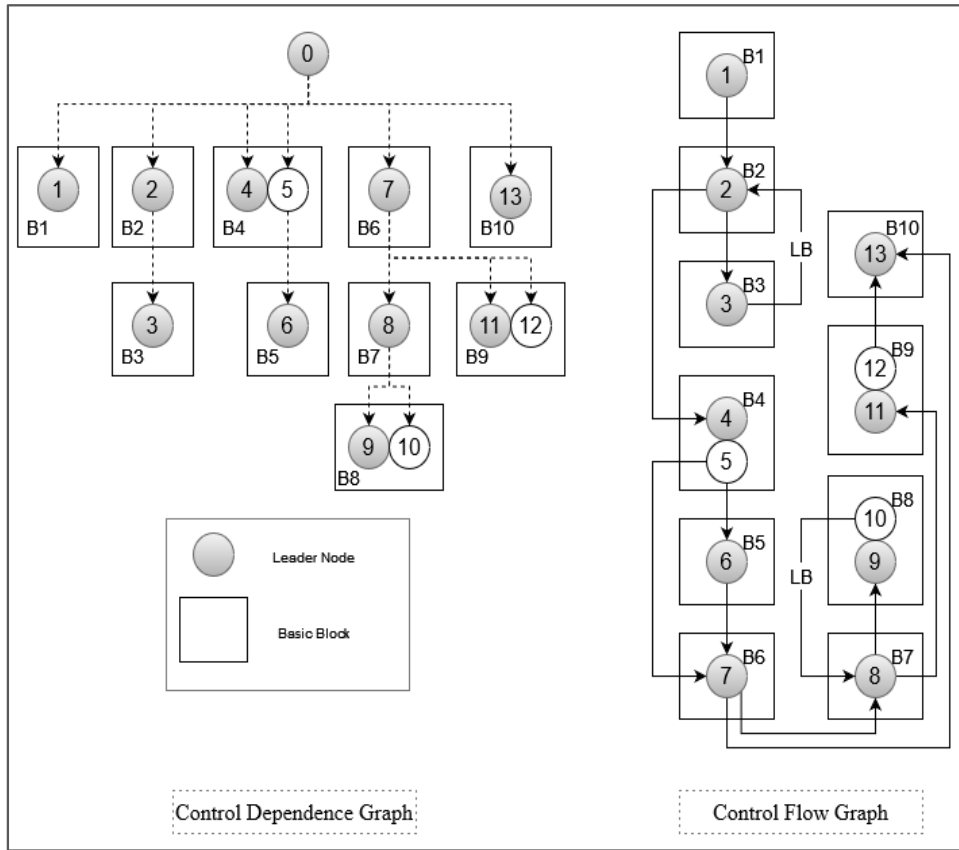 0
1
B1
2
B2
4 5
B4
7
B6
13
B10
3
B3
6
B5
8
B7
11 12
B9
9 10
B8
Leader Node
Basic Block
Control Dependence Graph
B1
1
B2
2
LB
B3
3
B4
4
5
B5
6
B6
7
B10
13
B9
12
11
B8
10
9
LB
B7
8
Control Flow Graph